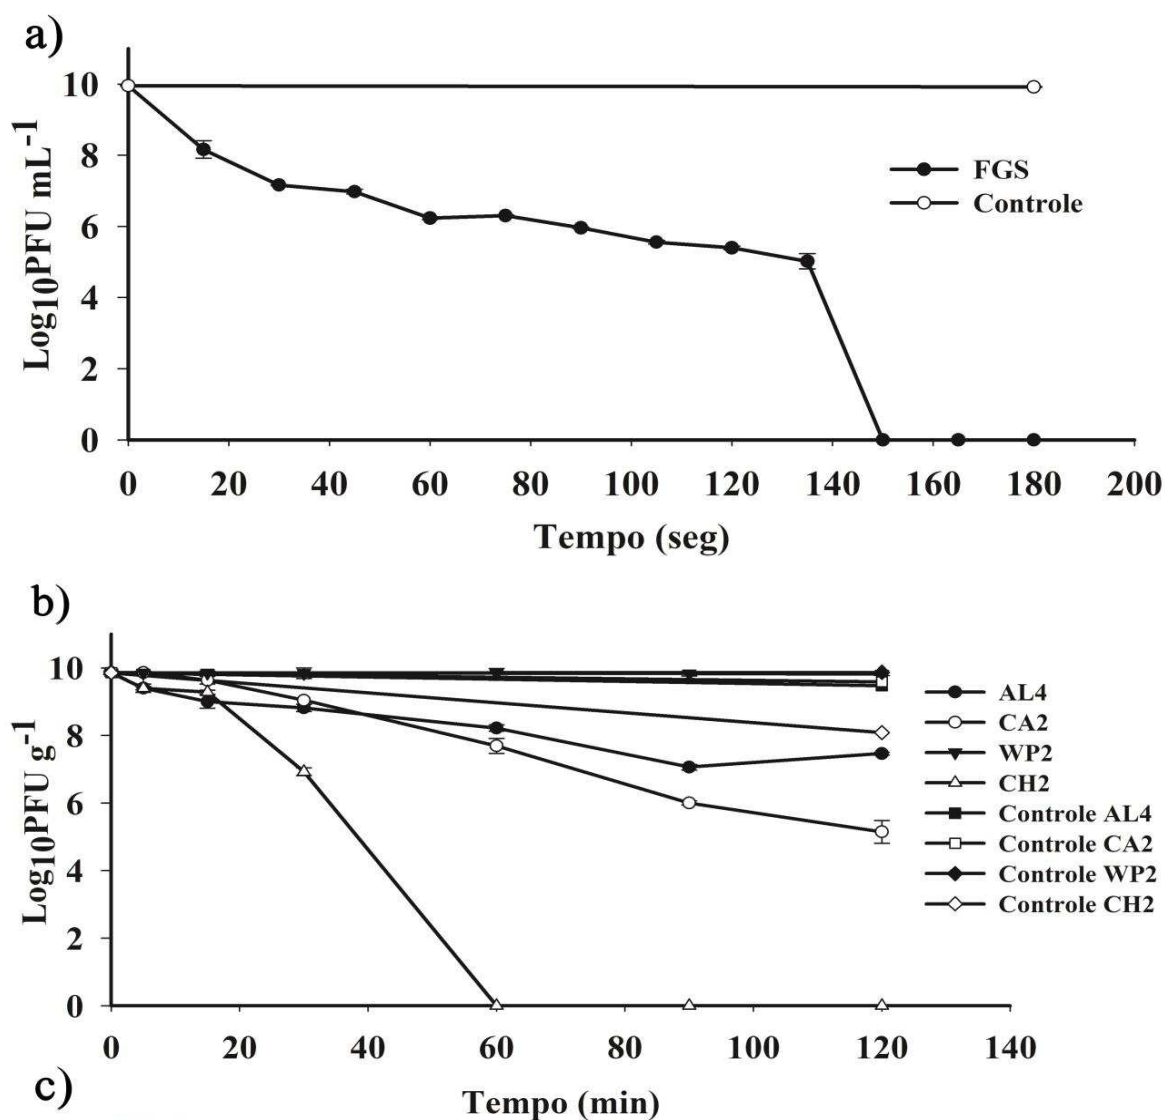 a)
Log10PFU mL-1
10
8
6
4
2
0
FGS
Controle
0 20 40 60 80 100 120 140 160 180 200
Tempo (seg)
b)
Log10PFU g-1
10
8
6
4
2
0
AL4
CA2
WP2
CH2
Controle AL4
Controle CA2
Controle WP2
Controle CH2
0 20 40 60 80 100 120 140
Tempo (min)
c)